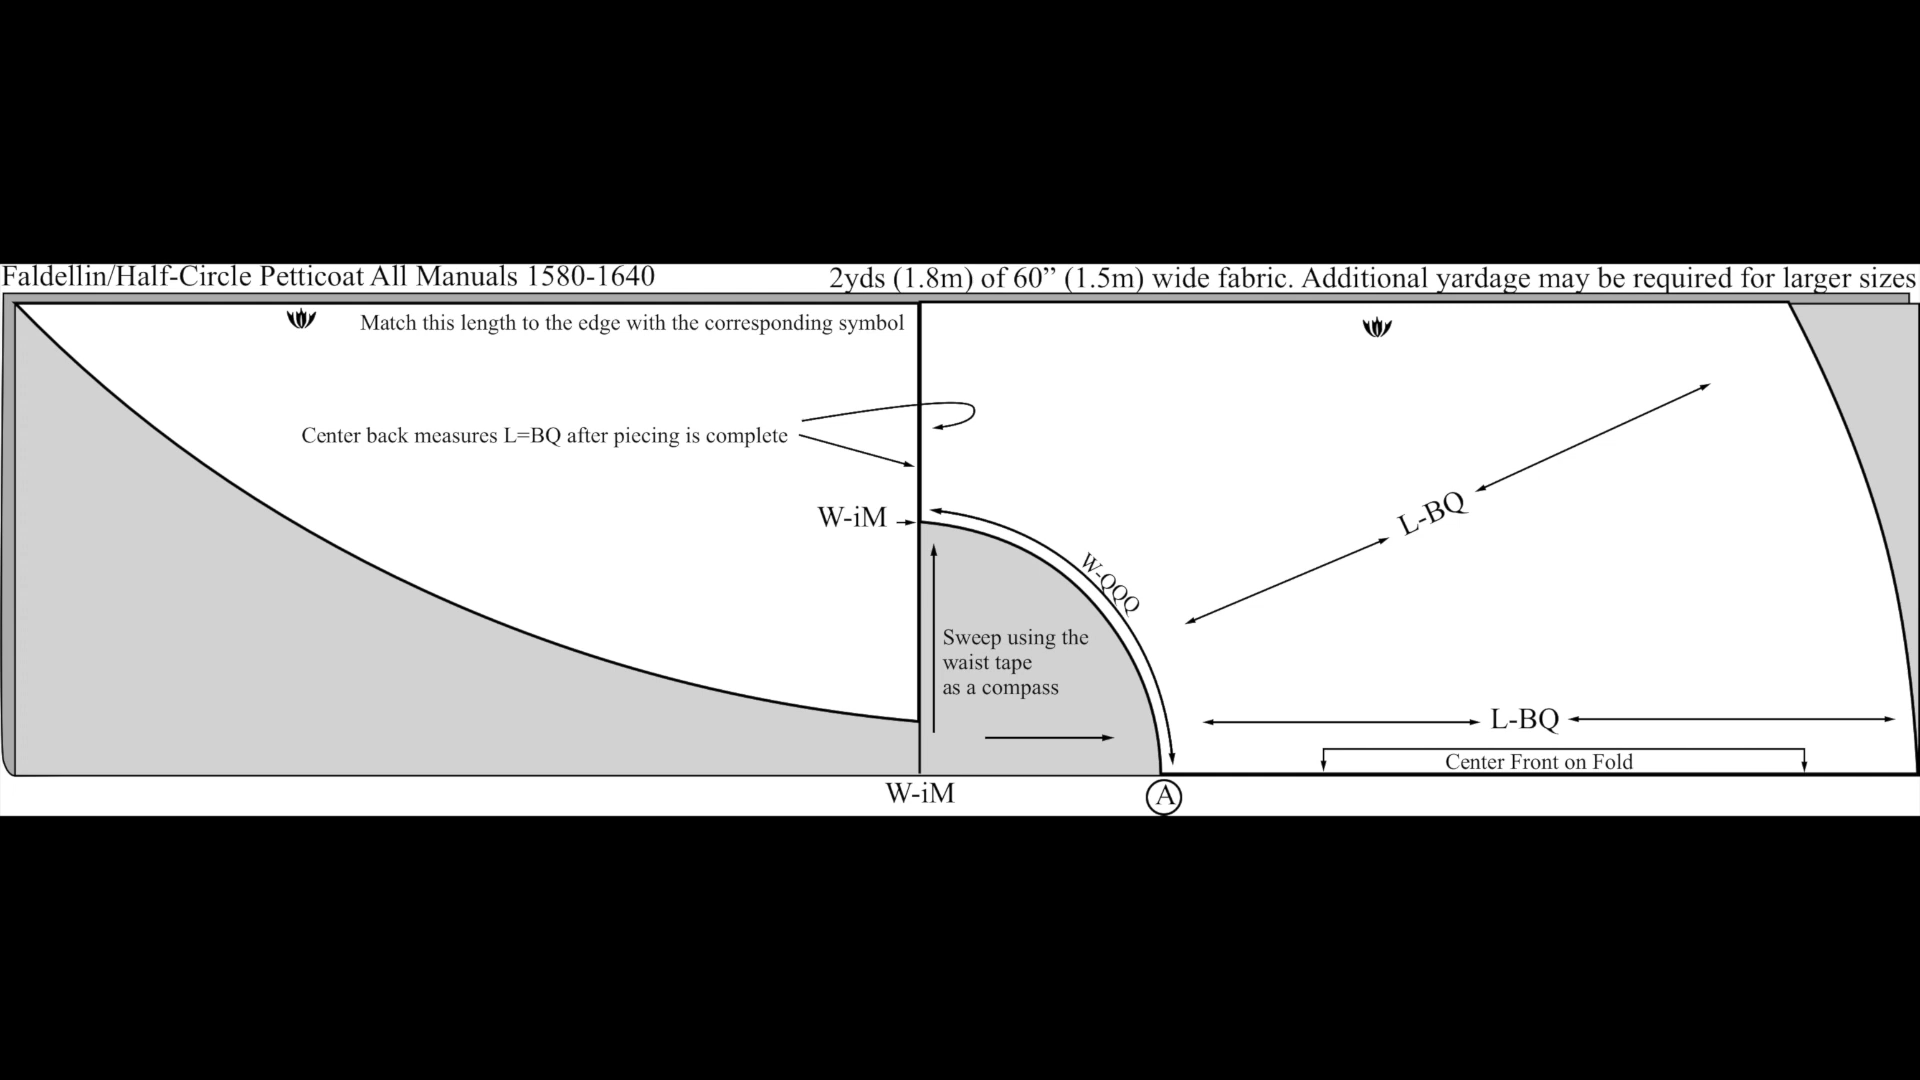 Faldellin/Half-Circle Petticoat All Manuals 1580-1640
2yds (1.8m) of 60” (1.5m) wide fabric. Additional yardage may be required for larger sizes
Match this length to the edge with the corresponding symbol
Center back measures L=BQ after piecing is complete
L-BQ
W-iM
W-QQQ
Sweep using the
waist tape
as a compass
L-BQ
Center Front on Fold
W-iM
A